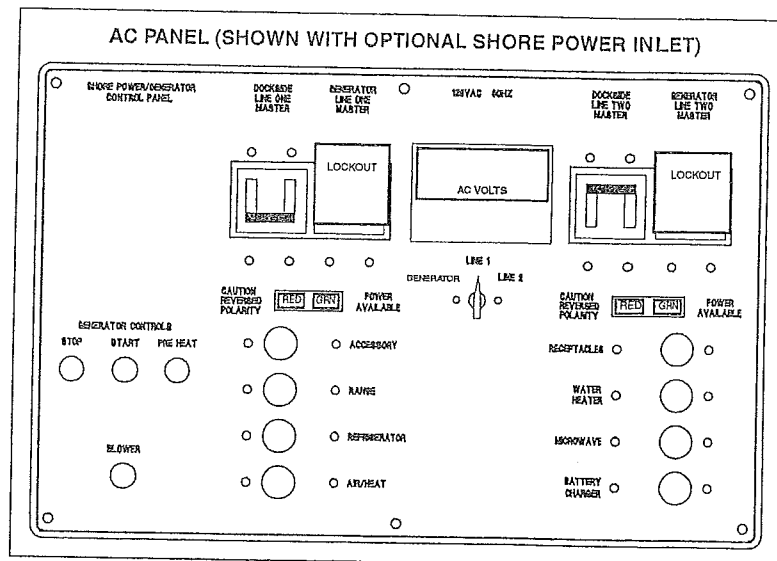 AC PANEL (SHOWN WITH OPTIONAL SHORE POWER INLET)
SHORE POWER/GENERATOR
CONTROL PANEL
DOCKSIDE
LINE ONE
MASTER
GENERATOR
LINE ONE
MASTER
120VAC 60HZ
DOCKSIDE
LINE TWO
MASTER
GENERATOR
LINE TWO
MASTER
LOCKOUT
AC VOLTS
LOCKOUT
LINE 1
GENERATOR
LINE 2
CAUTION
REVERSED
POLARITY
RED GRN
POWER
AVAILABLE
CAUTION
REVERSED
POLARITY
RED GRN
POWER
AVAILABLE
GENERATOR CONTROLS
STOP START PRE HEAT
BLOWER
ACCESSORY
RANGE
REFRIGERATOR
AIR/HEAT
RECEPTACLES
WATER
HEATER
MICROWAVE
BATTERY
CHARGER